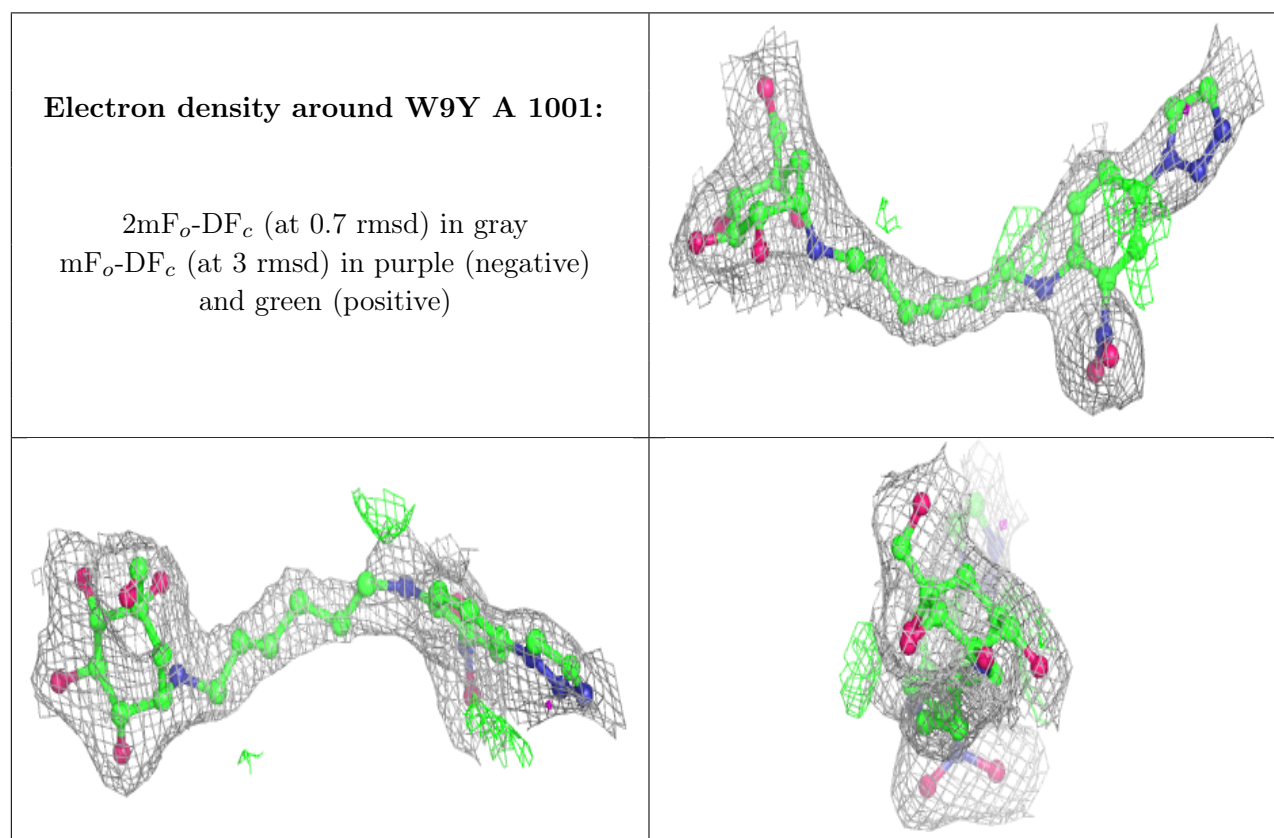 Electron density around W9Y A 1001:
2mFₒ-DF𝒸 (at 0.7 rmsd) in gray
mFₒ-DF𝒸 (at 3 rmsd) in purple (negative)
and green (positive)